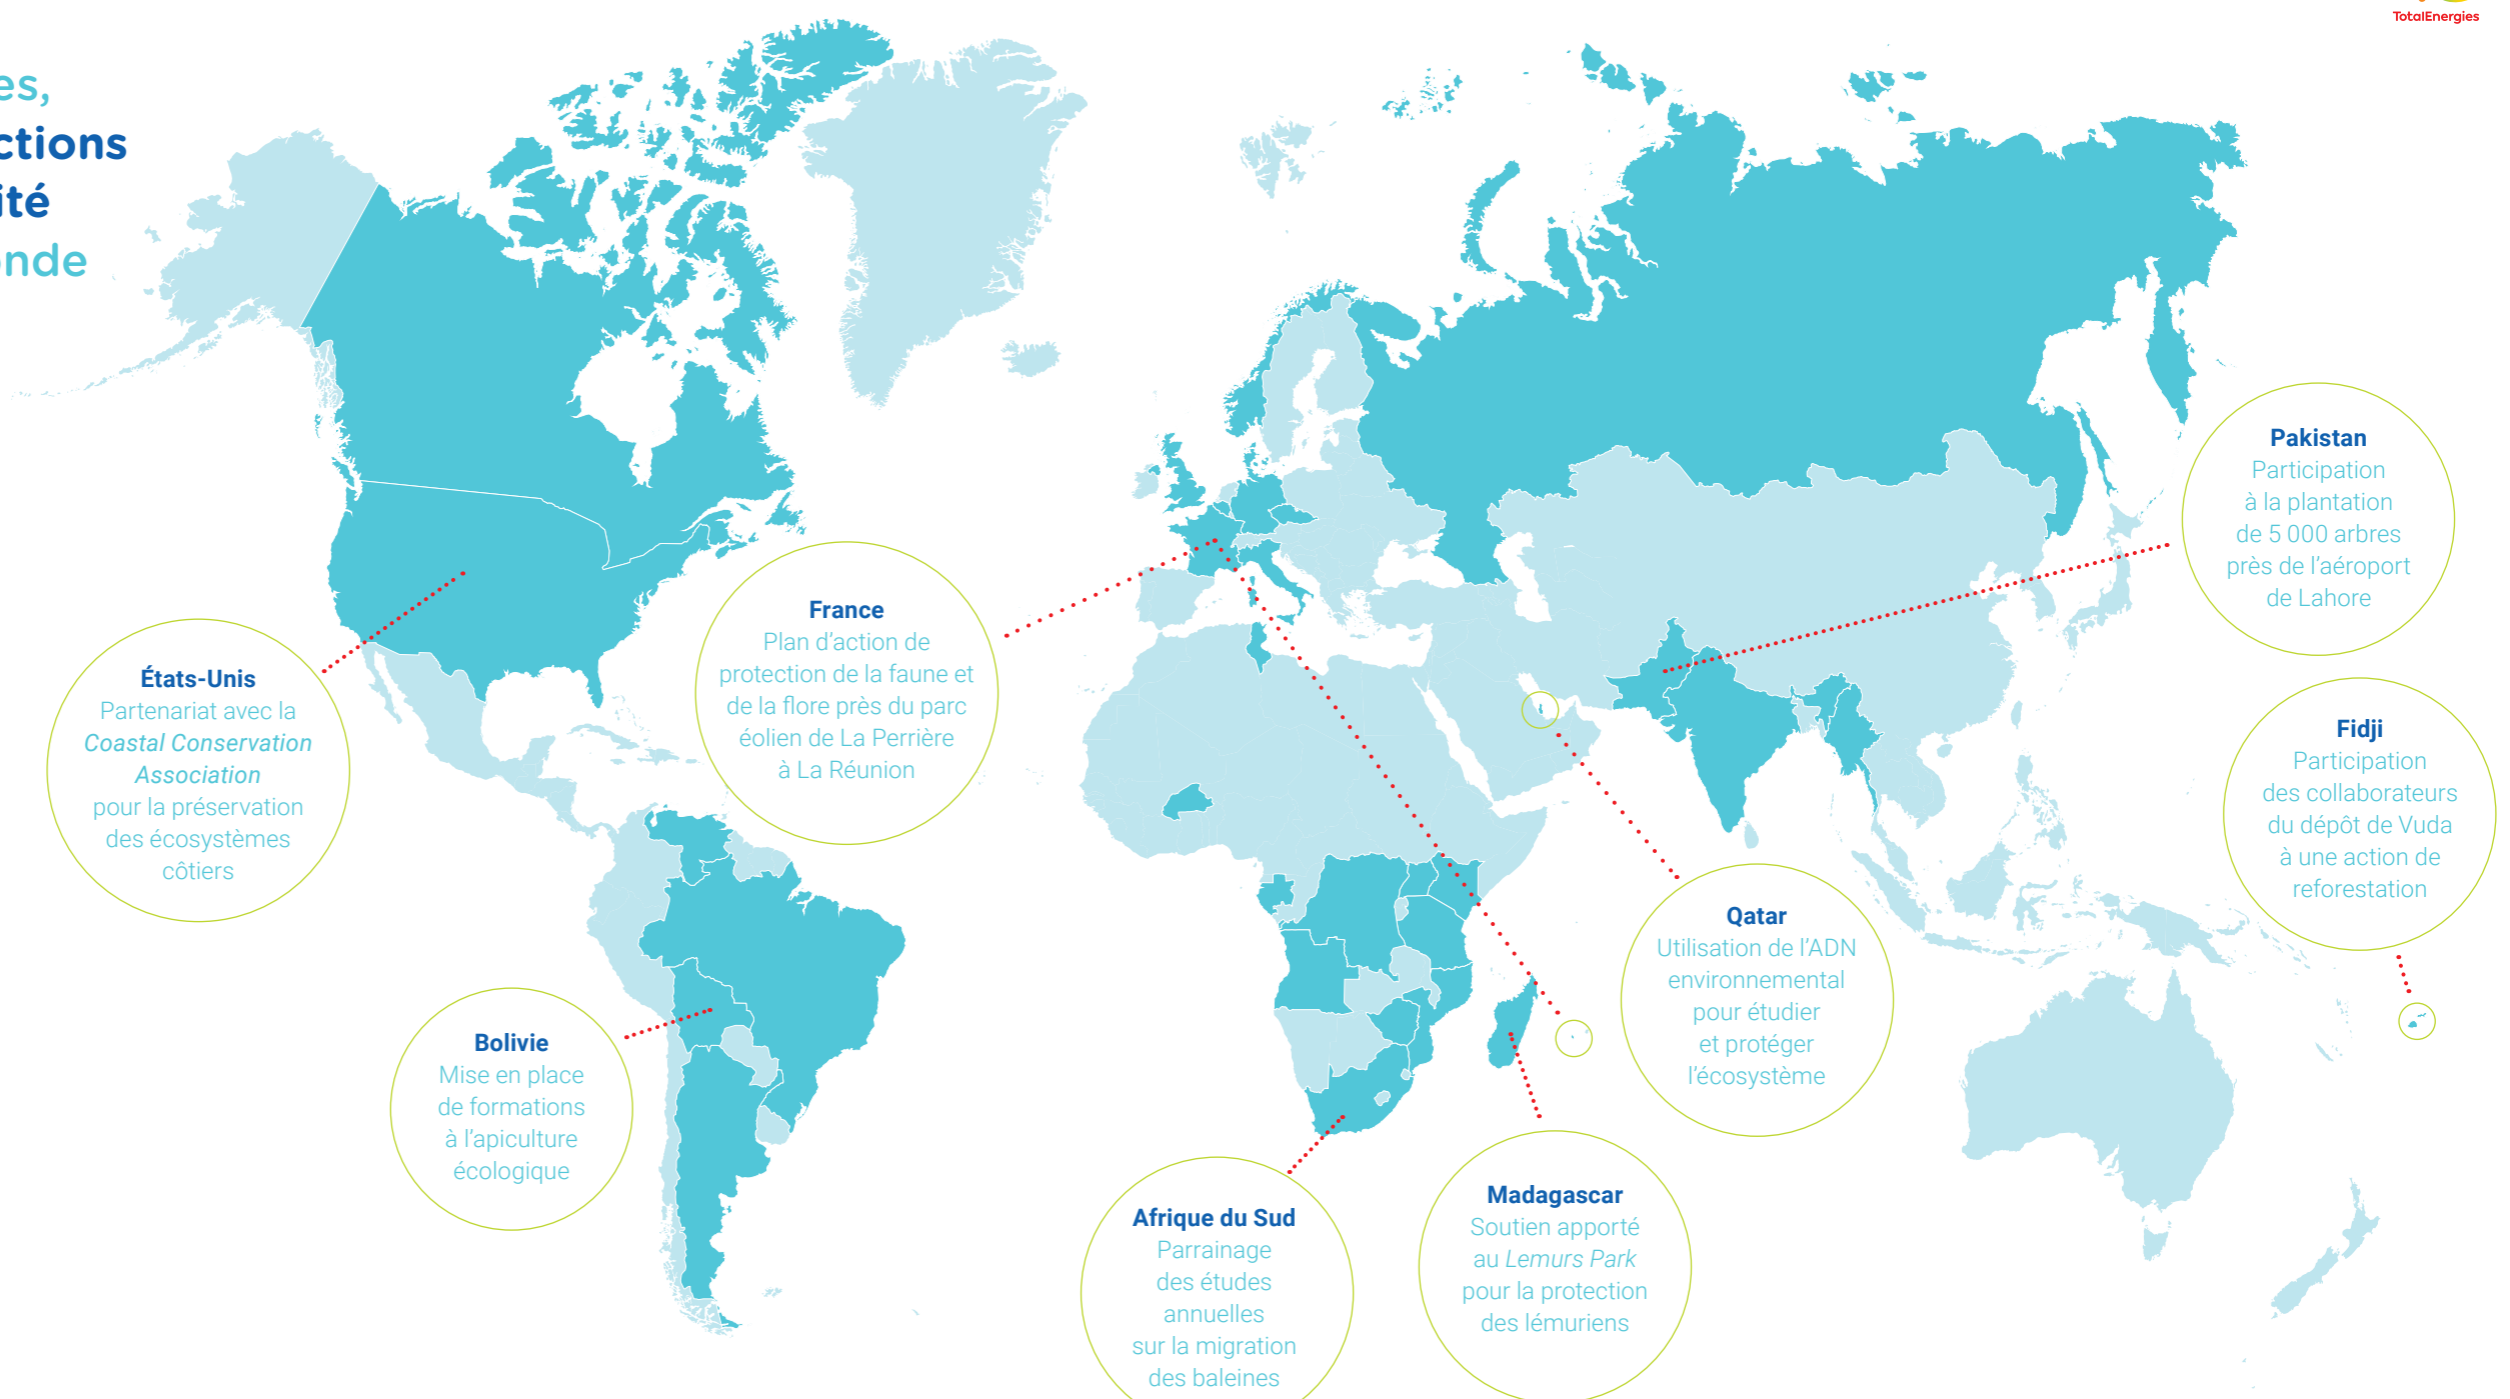 TotalEnergies
es,
ctions
ité
nde
Pakistan
Participation
à la plantation
de 5 000 arbres
près de l'aéroport
de Lahore
France
Plan d'action de
protection de la faune et
de la flore près du parc
éolien de La Perrière
à La Réunion
États-Unis
Partenariat avec la
Coastal Conservation
Association
pour la préservation
des écosystèmes
côtiers
Fidji
Participation
des collaborateurs
du dépôt de Vuda
à une action de
reforestation
Qatar
Utilisation de l'ADN
environnemental
pour étudier
et protéger
l'écosystème
Bolivie
Mise en place
de formations
à l'apiculture
écologique
Afrique du Sud
Parrainage
des études
annuelles
sur la migration
des baleines
Madagascar
Soutien apporté
au Lemurs Park
pour la protection
des lémuriens